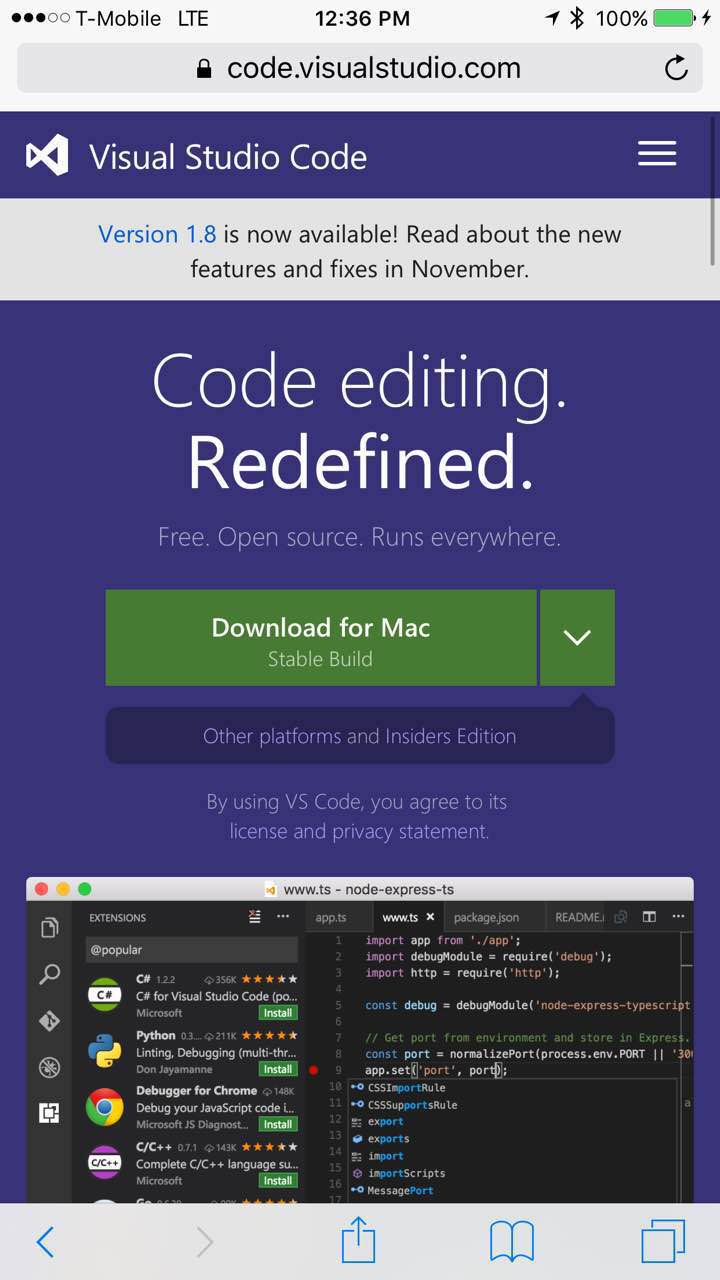 T-Mobile LTE 12:36 PM 100%
code.visualstudio.com
Visual Studio Code
Version 1.8 is now available! Read about the new
features and fixes in November.
Code editing.
Redefined.
Free. Open source. Runs everywhere.
Download for Mac
Stable Build
Other platforms and Insiders Edition
By using VS Code, you agree to its
license and privacy statement.
www.ts - node-express-ts
EXTENSIONS
@popular
C# 1.2.2 356K
C#
C# for Visual Studio Code (po...
Microsoft Install
Python 0.3... 211K
Linting, Debugging (multi-thr...
Don Jayamanne Install
Debugger for Chrome 148K
Debug your JavaScript code i...
Microsoft JS Diagnost... Install
C/C++ 0.7.1 143K
C/C++
Complete C/C++ language su...
Microsoft Install
app.ts www.ts package.json README.
1 import app from './app';
2 import debugModule = require('debug');
3 import http = require('http');
4
5 const debug = debugModule('node-express-typescript
6
7 // Get port from environment and store in Express.
8 const port = normalizePort(process.env.PORT || '300
9 app.set('port', port);
10 CSSImportRule
11 CSSSupportsRule
12 export
13 exports
14 import
15 importScripts
16 MessagePort
17